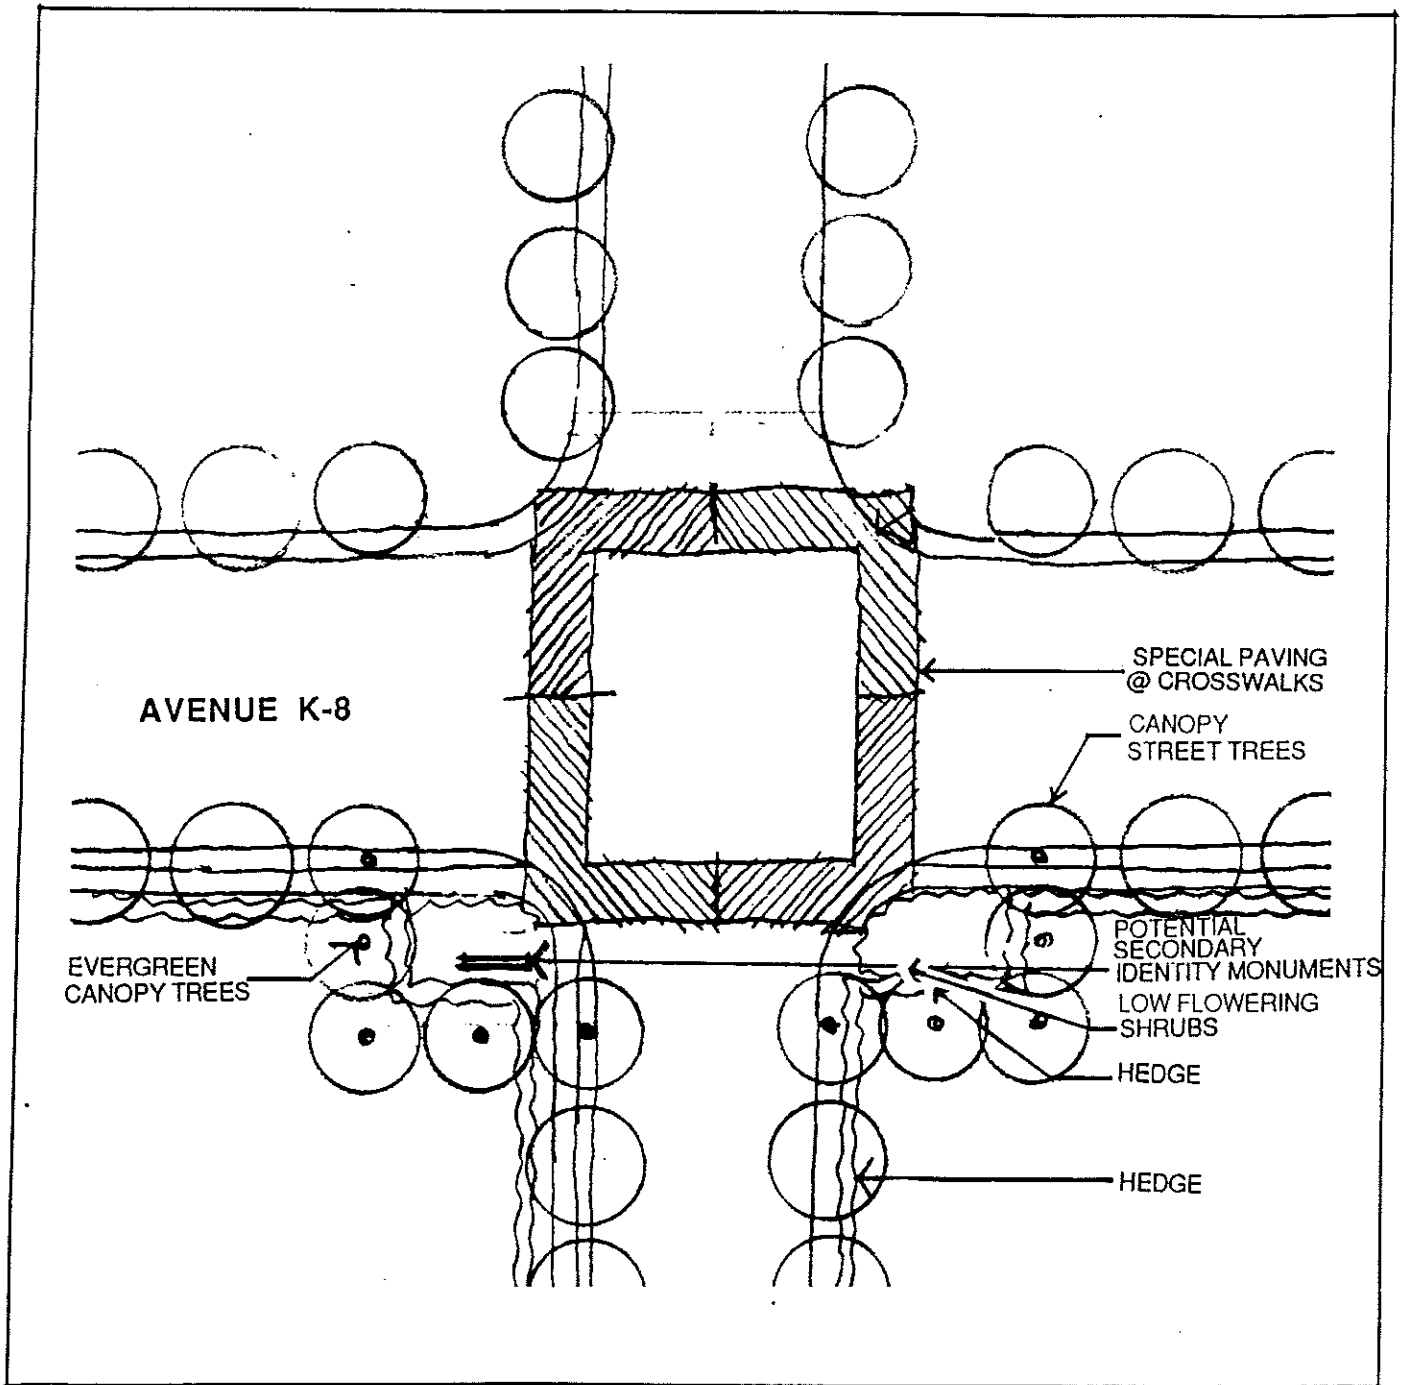 SPECIAL PAVING
@ CROSSWALKS
AVENUE K-8
CANOPY
STREET TREES
POTENTIAL
SECONDARY
IDENTITY MONUMENTS
EVERGREEN
CANOPY TREES
LOW FLOWERING
SHRUBS
HEDGE
HEDGE